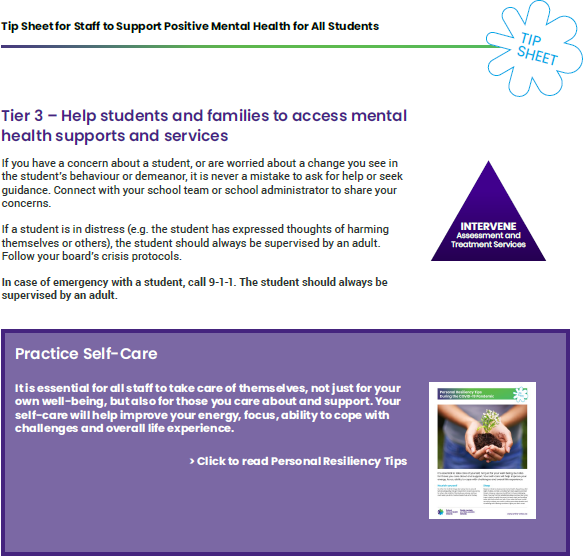 Tip Sheet for Staff to Support Positive Mental Health for All Students
TIP
SHEET
Tier 3 – Help students and families to access mental
health supports and services
If you have a concern about a student, or are worried about a change you see in
the student's behaviour or demeanor, it is never a mistake to ask for help or seek
guidance. Connect with your school team or school administrator to share your
concerns.
If a student is in distress (e.g. the student has expressed thoughts of harming
themselves or others), the student should always be supervised by an adult.
Follow your board's crisis protocols.
In case of emergency with a student, call 9-1-1. The student should always be
supervised by an adult.
INTERVENE
Assessment and
Treatment Services
Practice Self-Care
It is essential for all staff to take care of themselves, not just for your
own well-being, but also for those you care about and support. Your
self-care will help improve your energy, focus, ability to cope with
challenges and overall life experience.
> Click to read Personal Resiliency Tips
Personal Resiliency Tips
During the COVID-19 Pandemic